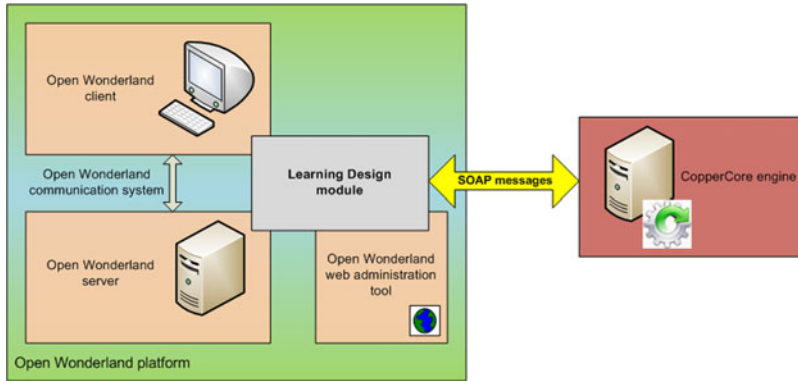 Open Wonderland
client
Open Wonderland
communication system
Learning Design
module
SOAP messages
CopperCore engine
Open Wonderland
server
Open Wonderland
web administration
tool
Open Wonderland platform